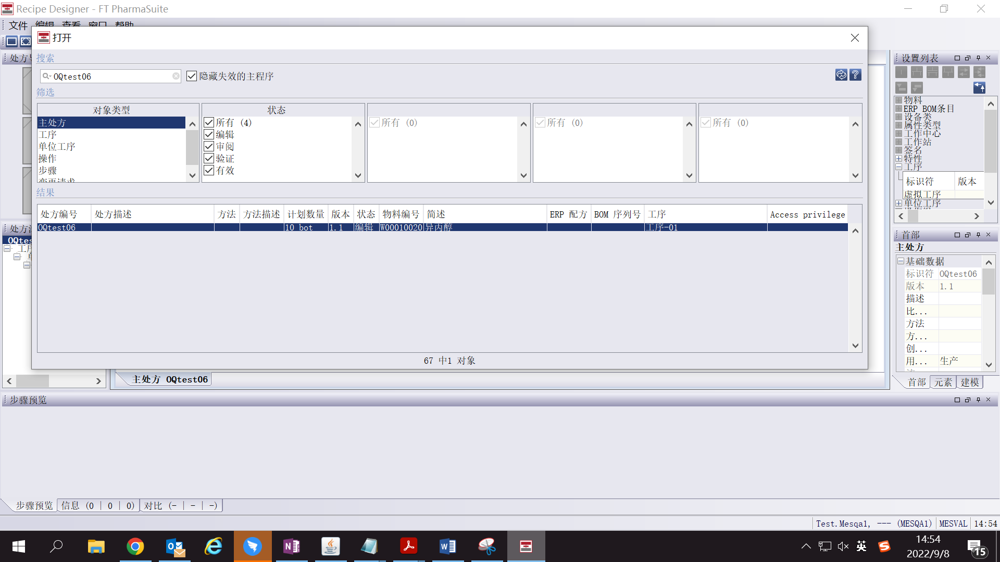 Recipe Designer - FT PharmaSuite
文件 编辑 查看 窗口 帮助
打开
搜索
OQtest06
隐藏失效的主程序
筛选
对象类型
主处方
工序
单位工序
操作
步骤
变更请求
状态
所有 (4)
编辑
审阅
验证
有效
所有 (0)
所有 (0)
所有 (0)
结果
处方编号 处方描述 方法 方法描述 计划数量 版本 状态 物料编号 简述 ERP 配方 BOM 序列号 工序 Access privilege
OQtest06 10 bot 1.1 编辑 W00010020 异丙醇 工序-01
67 中1 对象
处方
处方
OQtes
工序
主处方 OQtest06
设置列表
物料
ERP BOM条目
设备类
属性类型
工作中心
工作站
签名
特性
工序
标识符 版本
虚拟工序
单位工序
首部
主处方
基础数据
标识符 OQtest06
版本 1.1
描述
比...
方法
方...
创...
用... 生产
首部 元素 建模
步骤预览
步骤预览 信息 (0 | 0 | 0) 对比 (- | - | -)
Test.Mesqa1, --- (MESQA1) MESVAL 14:54
英
14:54
2022/9/8
15